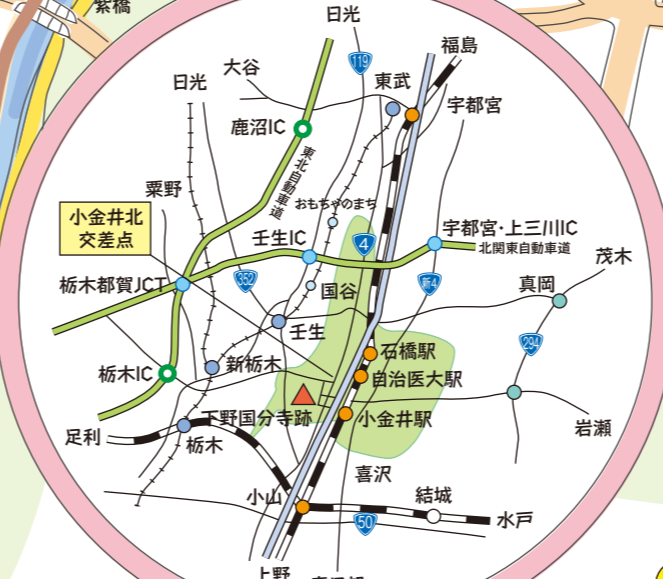 紫橋
日光
福島
119
大谷
東武
日光
宇都宮
鹿沼IC
東北自動車道
粟野
おもちゃのまち
小金井北
交差点
宇都宮・上三川IC
壬生IC
4
北関東自動車道
茂木
栃木都賀JCT
352
新4
国谷
真岡
壬生
294
石橋駅
新栃木
栃木IC
自治医大駅
下野国分寺跡
小金井駅
足利
栃木
岩瀬
喜沢
小山
結城
50
水戸
上野